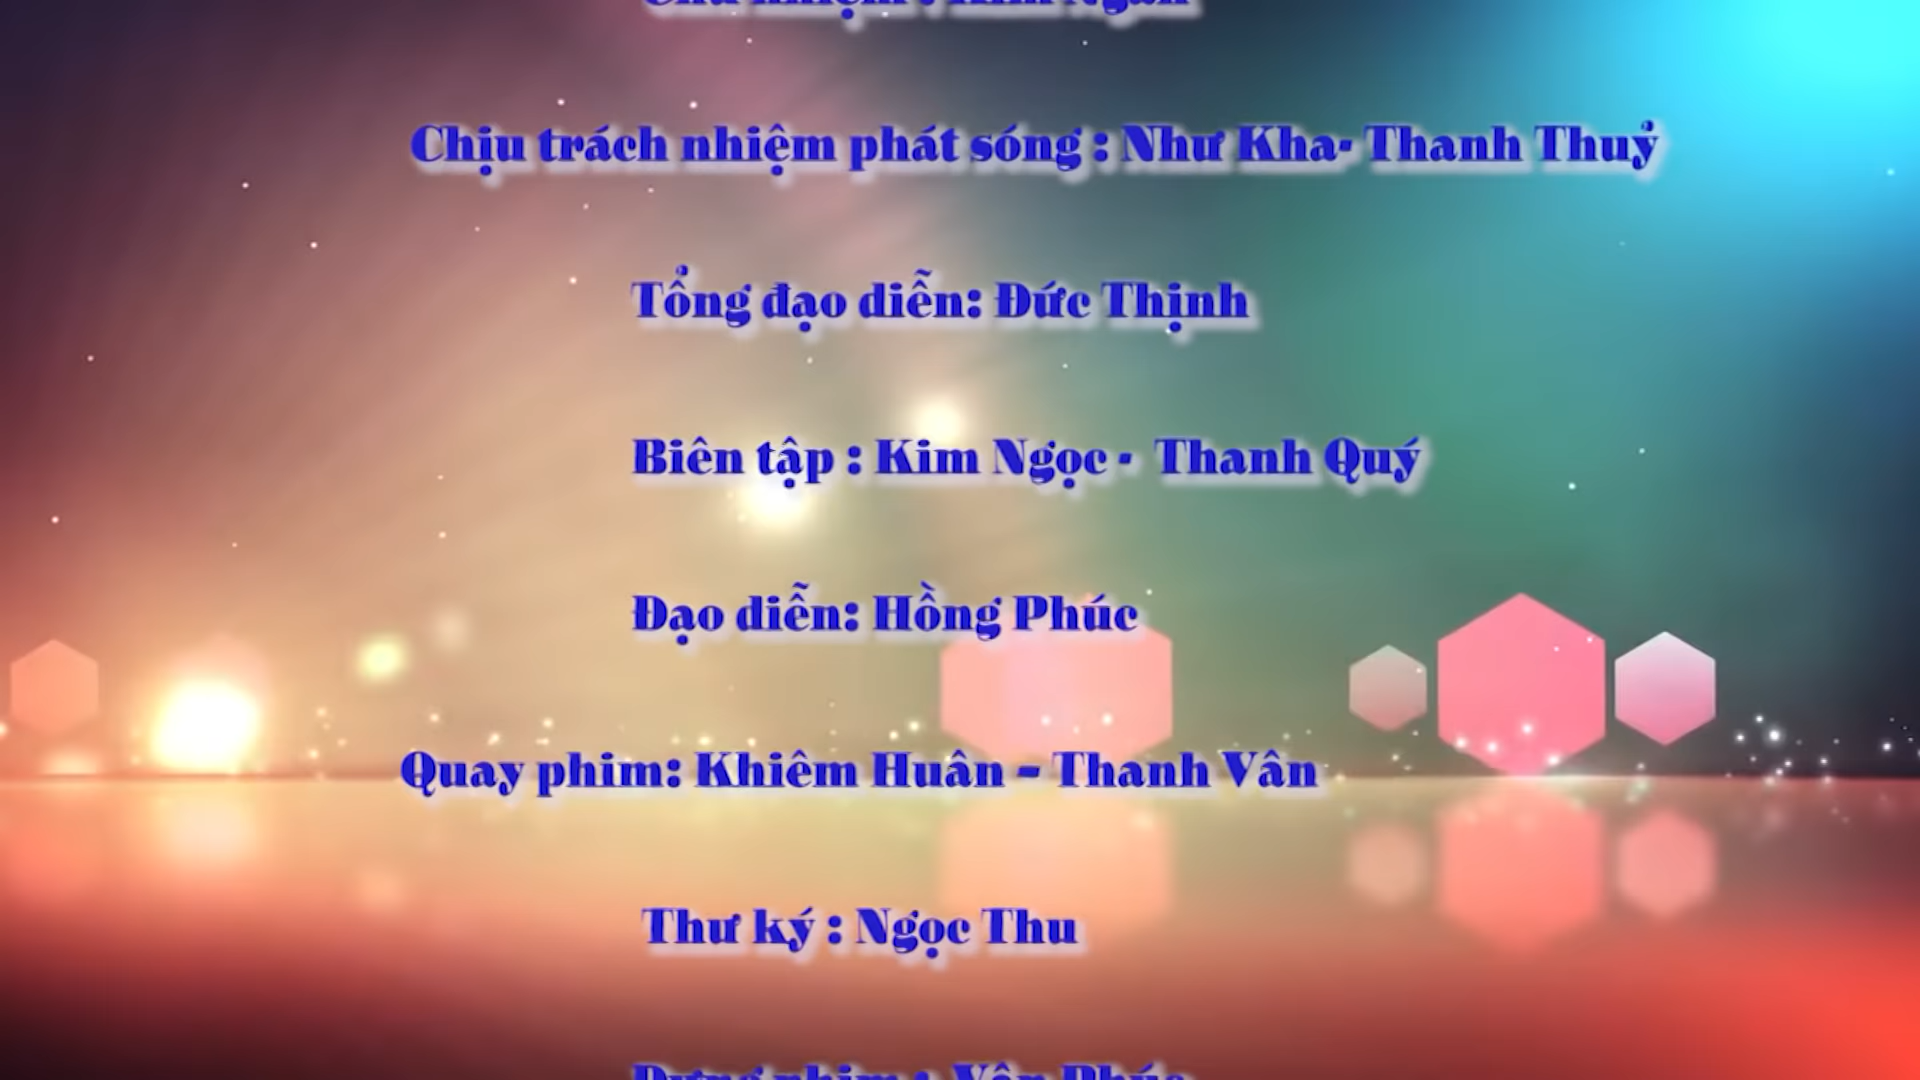 Chịu trách nhiệm phát sóng : Như Kha- Thanh Thuỷ
Tổng đạo diễn: Đức Thịnh
Biên tập : Kim Ngọc - Thanh Quý
Đạo diễn: Hồng Phúc
Quay phim: Khiêm Huân – Thanh Vân
Thư ký : Ngọc Thu